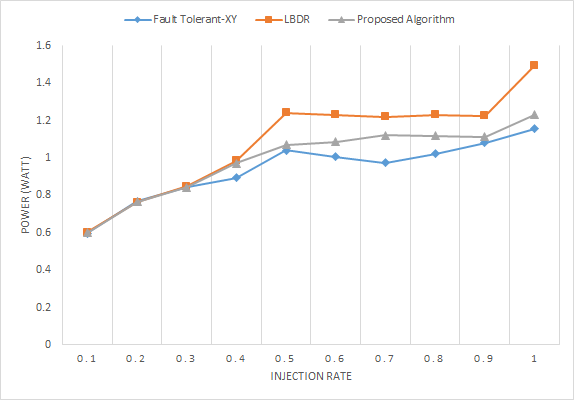 Fault Tolerant-XY LBDR Proposed Algorithm
1.6
1.4
1.2
1
0.8
0.6
0.4
0.2
0
POWER (WATT)
0.1 0.2 0.3 0.4 0.5 0.6 0.7 0.8 0.9 1
INJECTION RATE